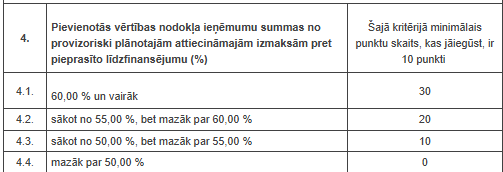 4. Pievienotās vērtības nodokļa ieņēmumu summas no Šajā kritērijā minimālais
provizoriski plānotajām attiecināmajām izmaksām pret punktu skaits, kas jāiegūst, ir
pieprasīto līdzfinansējumu (%) 10 punkti
4.1. 60,00 % un vairāk 30
4.2. sākot no 55,00 %, bet mazāk par 60,00 % 20
4.3. sākot no 50,00 %, bet mazāk par 55,00 % 10
4.4. mazāk par 50,00 % 0